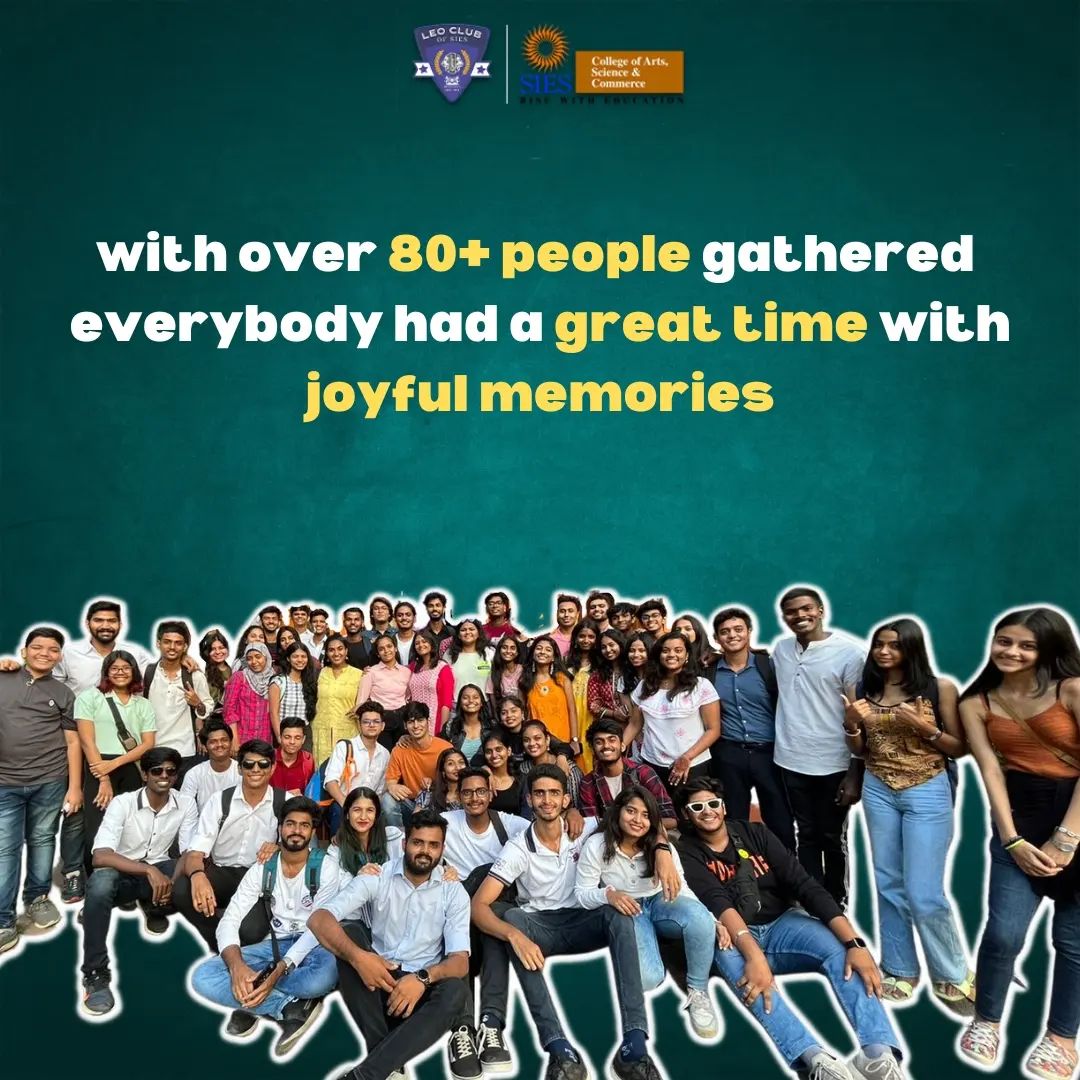 LEO CLUB
OF SIES
SIES
College of Arts,
Science &
Commerce
RISE WITH EDUCATION
with over 80+ people gathered
everybody had a great time with
joyful memories